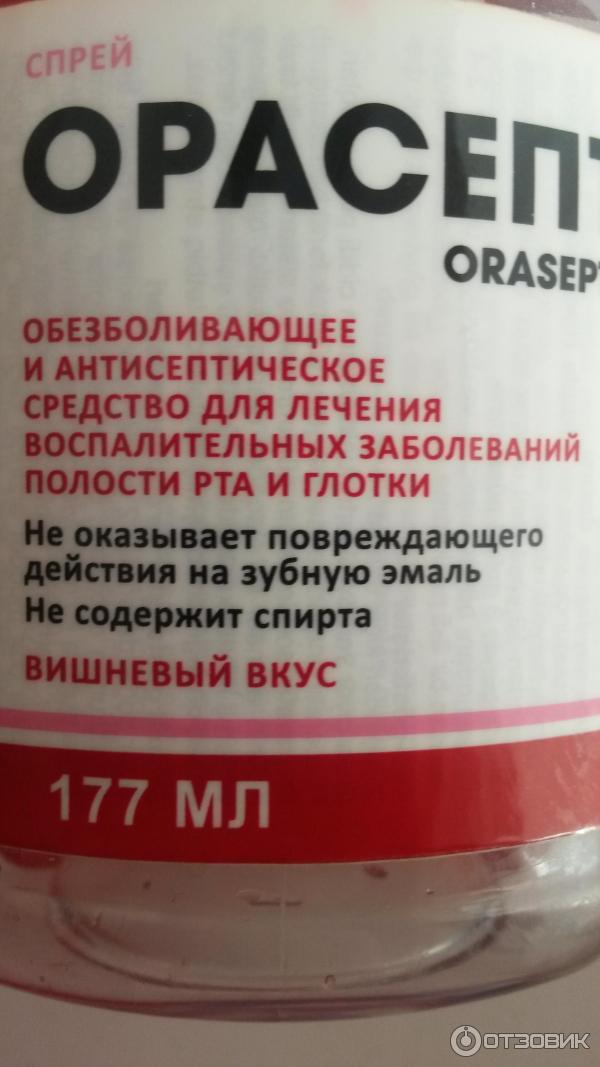 СПРЕЙ
ОРАСЕПТ
ORASEPT
ОБЕЗБОЛИВАЮЩЕЕ
И АНТИСЕПТИЧЕСКОЕ
СРЕДСТВО ДЛЯ ЛЕЧЕНИЯ
ВОСПАЛИТЕЛЬНЫХ ЗАБОЛЕВАНИЙ
ПОЛОСТИ РТА И ГЛОТКИ
Не оказывает повреждающего
действия на зубную эмаль
Не содержит спирта
ВИШНЕВЫЙ ВКУС
177 МЛ
ОТЗОВИК